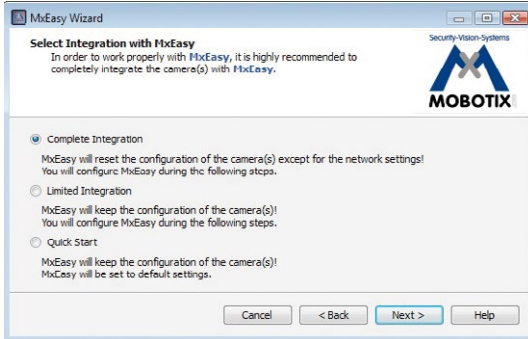 MxEasy Wizard
Select Integration with MxEasy
In order to work properly with MxEasy, it is highly recommended to
completely integrate the camera(s) with MxEasy.
Security-Vision-Systems
MOBOTIX
Complete Integration
MxEasy will reset the configuration of the camera(s) except for the network settings!
You will configure MxEasy during the following steps.
Limited Integration
MxEasy will keep the configuration of the camera(s)!
You will configure MxEasy during the following steps.
Quick Start
MxEasy will keep the configuration of the camera(s)!
MxEasy will be set to default settings.
Cancel
< Back
Next >
Help